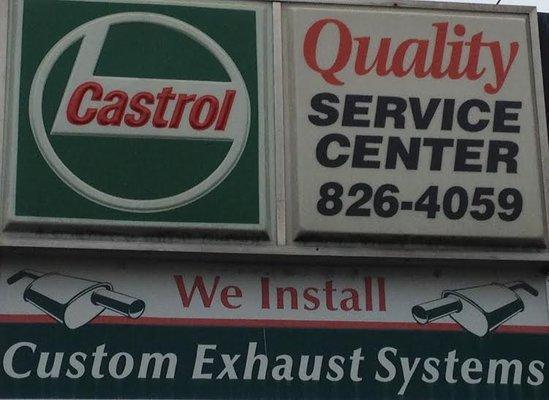 Castrol
Quality
SERVICE
CENTER
826-4059
We Install
Custom Exhaust Systems